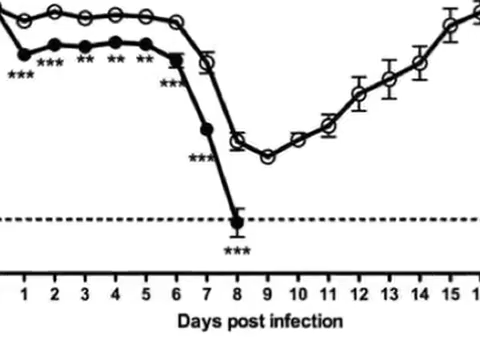 *** *** ** ** **
***
***
***
1 2 3 4 5 6 7 8 9 10 11 12 13 14 15
Days post infection